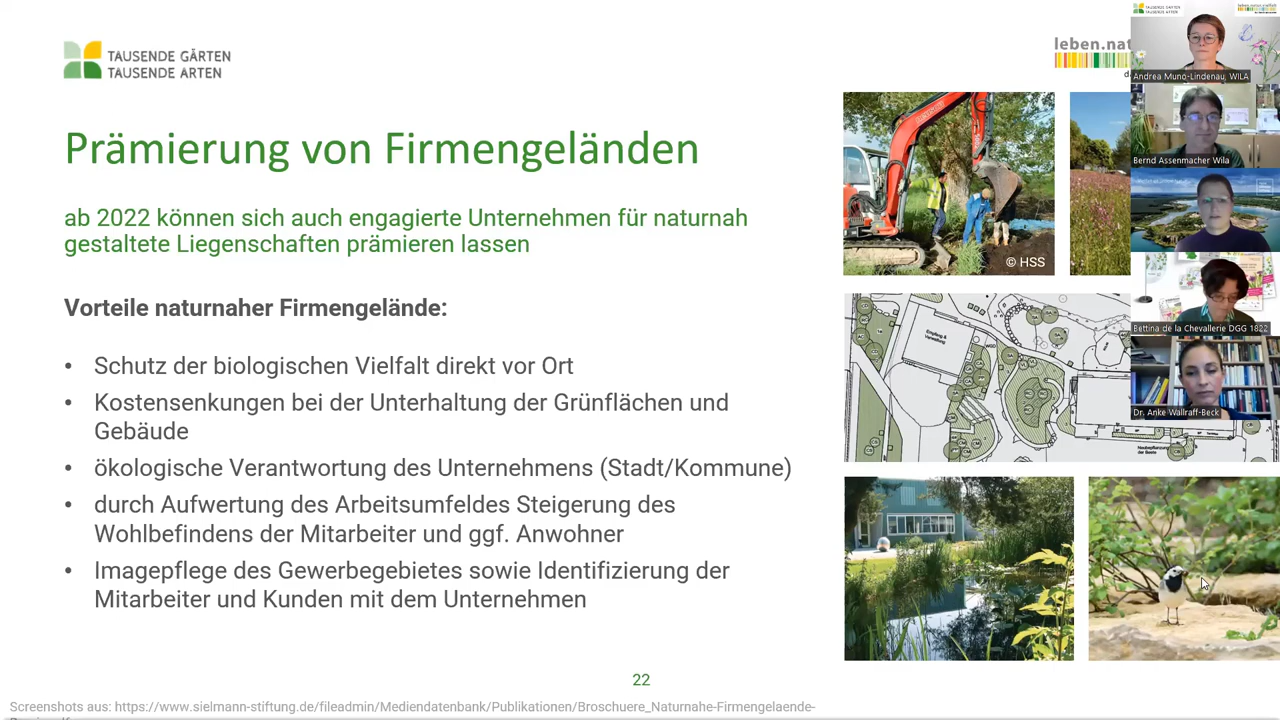 TAUSENDE GÄRTEN
TAUSENDE ARTEN
leben.nat
Prämierung von Firmengeländen
ab 2022 können sich auch engagierte Unternehmen für naturnah
gestaltete Liegenschaften prämieren lassen
Vorteile naturnaher Firmengelände:
• Schutz der biologischen Vielfalt direkt vor Ort
• Kostensenkungen bei der Unterhaltung der Grünflächen und
Gebäude
• ökologische Verantwortung des Unternehmens (Stadt/Kommune)
• durch Aufwertung des Arbeitsumfeldes Steigerung des
Wohlbefindens der Mitarbeiter und ggf. Anwohner
• Imagepflege des Gewerbegebietes sowie Identifizierung der
Mitarbeiter und Kunden mit dem Unternehmen
22
Screenshots aus: https://www.sielmann-stiftung.de/fileadmin/Mediendatenbank/Publikationen/Broschuere_Naturnahe-Firmengelaende-
© HSS
Empfang &
Verwaltung
Andrea Muno-Lindenau, WILA
Bernd Assenmacher Wila
Bettina de la Chevallerie DGG 1822
Dr. Anke Wallraff-Beck